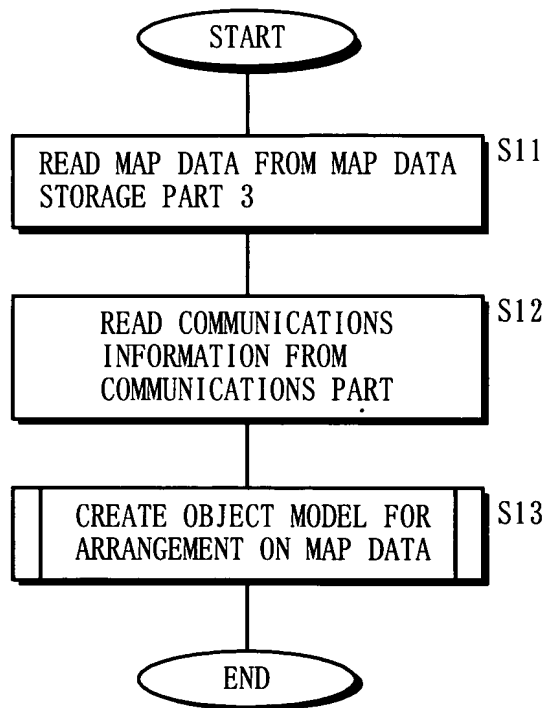 START
READ MAP DATA FROM MAP DATA
STORAGE PART 3
S11
READ COMMUNICATIONS
INFORMATION FROM
COMMUNICATIONS PART
S12
CREATE OBJECT MODEL FOR
ARRANGEMENT ON MAP DATA
S13
END